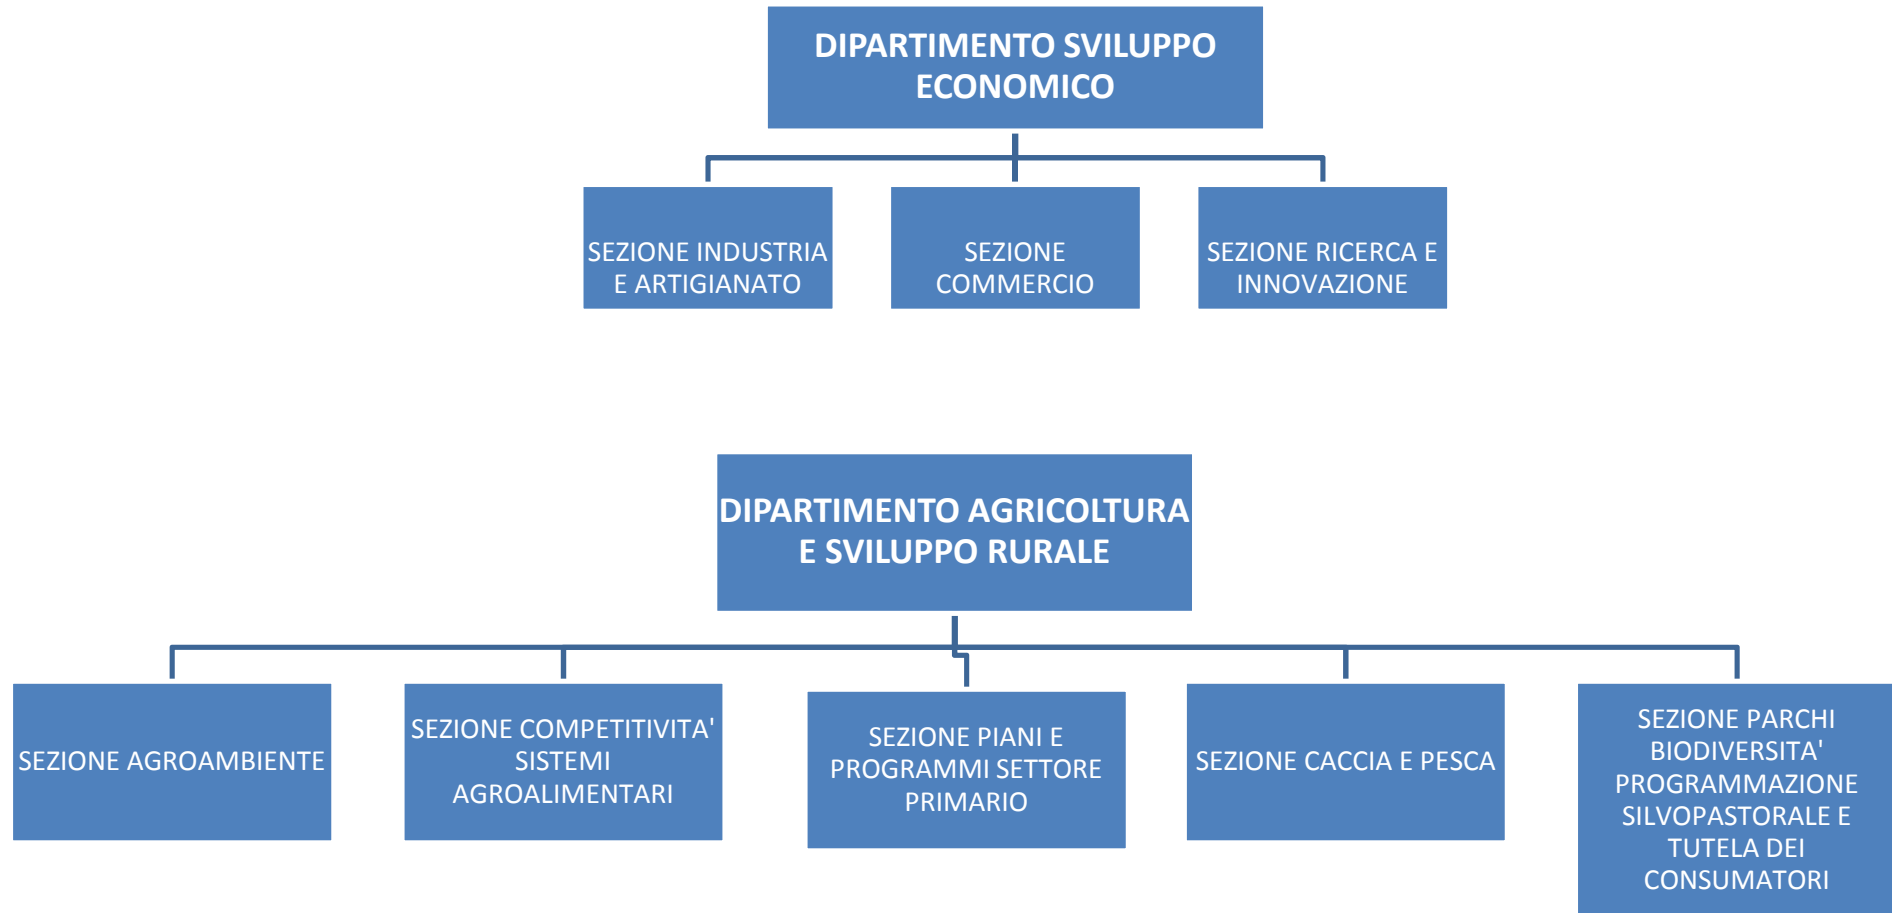 DIPARTIMENTO SVILUPPO
ECONOMICO
SEZIONE INDUSTRIA
E ARTIGIANATO
SEZIONE
COMMERCIO
SEZIONE RICERCA E
INNOVAZIONE
DIPARTIMENTO AGRICOLTURA
E SVILUPPO RURALE
SEZIONE AGROAMBIENTE
SEZIONE COMPETITIVITA'
SISTEMI
AGROALIMENTARI
SEZIONE PIANI E
PROGRAMMI SETTORE
PRIMARIO
SEZIONE CACCIA E PESCA
SEZIONE PARCHI
BIODIVERSITA'
PROGRAMMAZIONE
SILVOPASTORALE E
TUTELA DEI
CONSUMATORI